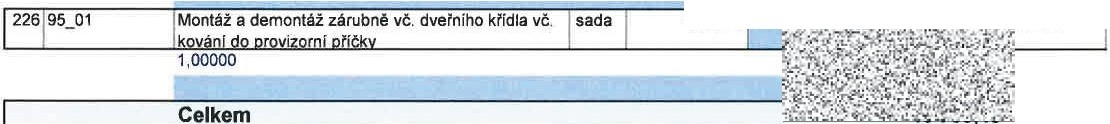 226 95_01 Montáž a demontáž zárubně vč. dveřního křídla vč. sada
kování do provizorní příčky
1,00000
Celkem